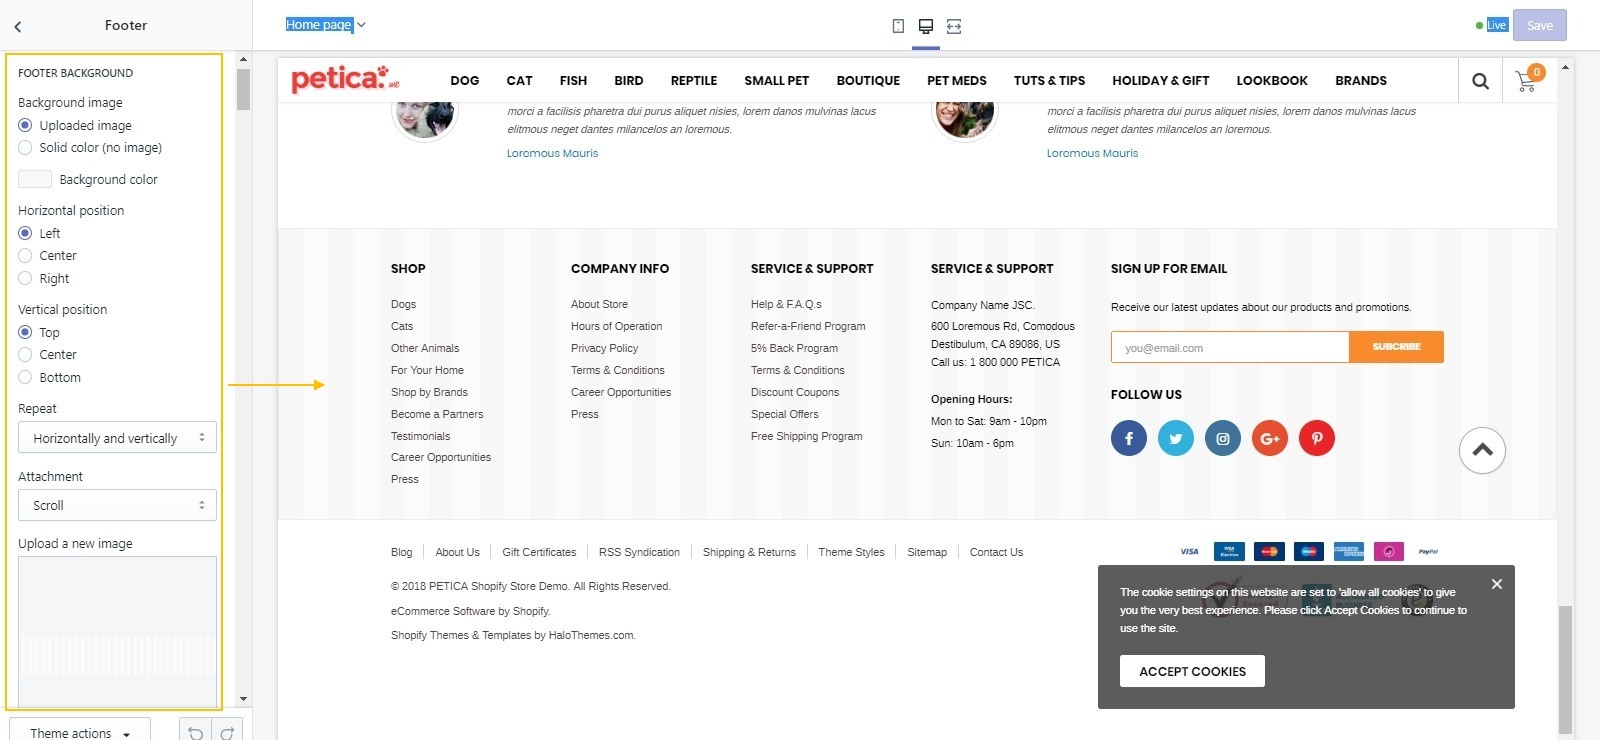 Footer
Home page
Live
Save
FOOTER BACKGROUND
Background image
Uploaded image
Solid color (no image)
Background color
Horizontal position
Left
Center
Right
Vertical position
Top
Center
Bottom
Repeat
Horizontally and vertically
Attachment
Scroll
Upload a new image
Theme actions
petica.me
DOG CAT FISH BIRD REPTILE SMALL PET BOUTIQUE PET MEDS TUTS & TIPS HOLIDAY & GIFT LOOKBOOK BRANDS
0
morci a facilisis pharetra dui purus aliquet nisies, lorem danos mulvinas lacus
elitmous neget dantes milancelos an loremous.
Loremous Mauris
morci a facilisis pharetra dui purus aliquet nisies, lorem danos mulvinas lacus
elitmous neget dantes milancelos an loremous.
Loremous Mauris
SHOP
Dogs
Cats
Other Animals
For Your Home
Shop by Brands
Become a Partners
Testimonials
Career Opportunities
Press
COMPANY INFO
About Store
Hours of Operation
Privacy Policy
Terms & Conditions
Career Opportunities
Press
SERVICE & SUPPORT
Help & F.A.Q.s
Refer-a-Friend Program
5% Back Program
Terms & Conditions
Discount Coupons
Special Offers
Free Shipping Program
SERVICE & SUPPORT
Company Name JSC.
600 Loremous Rd, Comodous
Destibulum, CA 89086, US
Call us: 1 800 000 PETICA
Opening Hours:
Mon to Sat: 9am - 10pm
Sun: 10am - 6pm
SIGN UP FOR EMAIL
Receive our latest updates about our products and promotions.
you@email.com
SUBCRIBE
FOLLOW US
Blog About Us Gift Certificates RSS Syndication Shipping & Returns Theme Styles Sitemap Contact Us
VISA VISA PayPal
© 2018 PETICA Shopify Store Demo. All Rights Reserved.
eCommerce Software by Shopify.
Shopify Themes & Templates by HaloThemes.com.
The cookie settings on this website are set to 'allow all cookies' to give
you the very best experience. Please click Accept Cookies to continue to
use the site.
ACCEPT COOKIES